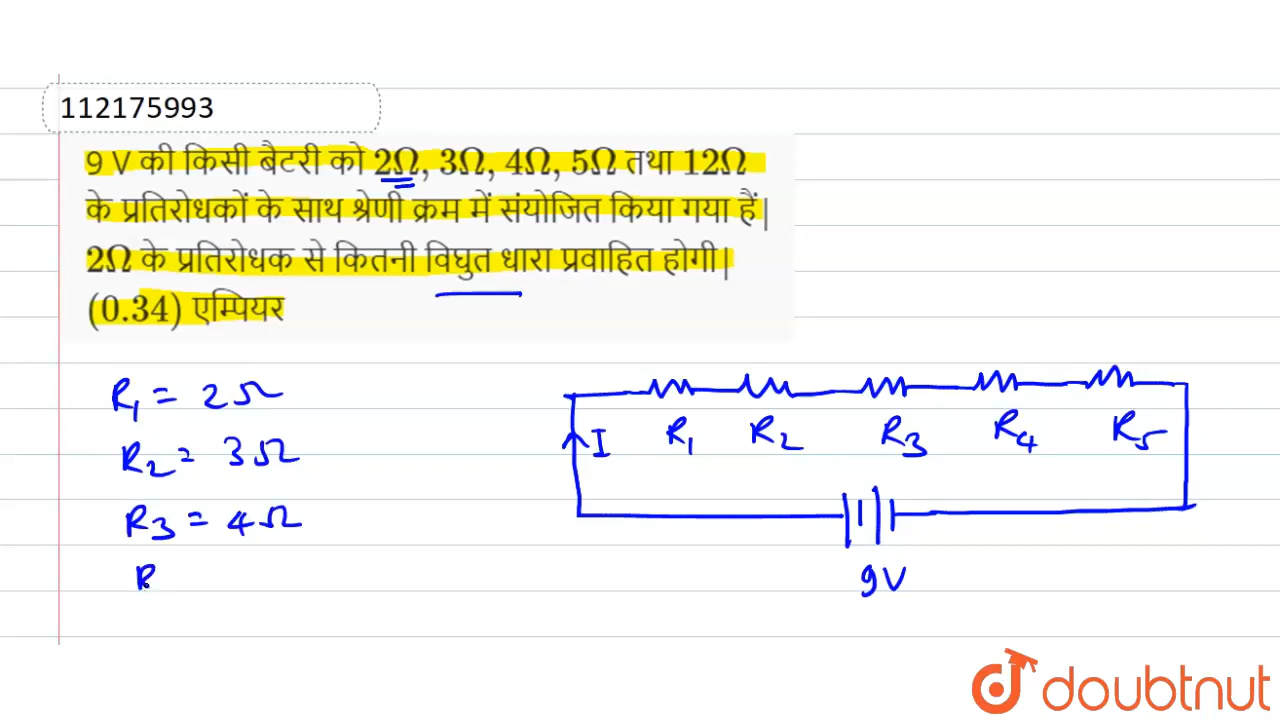 112175993
9 V की किसी बैटरी को 2Ω, 3Ω, 4Ω, 5Ω तथा 12Ω
के प्रतिरोधकों के साथ श्रेणी क्रम में संयोजित किया गया हैं|
2Ω के प्रतिरोधक से कितनी विघुत धारा प्रवाहित होगी|
(0.34) एम्पियर
R1 = 2Ω
R2 = 3Ω
R3 = 4Ω
R
I
R1 R2 R3 R4 R5
9V
doubtnut